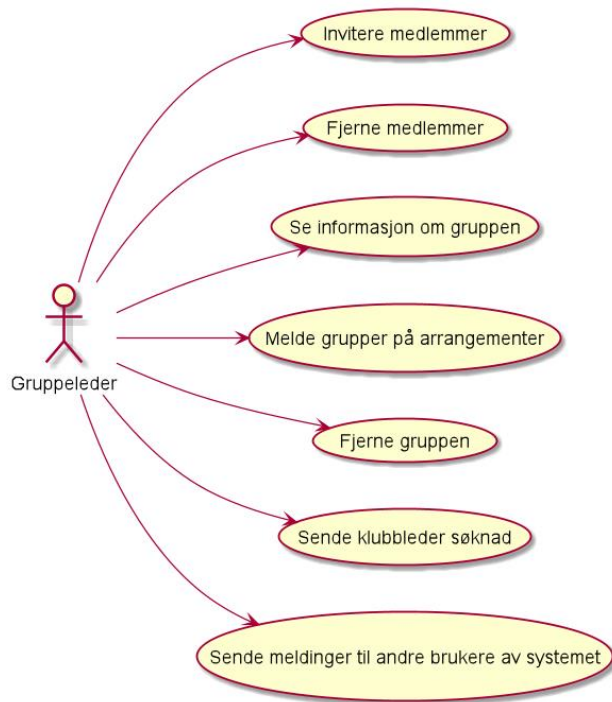 Invitere medlemmer
Fjerne medlemmer
Se informasjon om gruppen
Melde grupper på arrangementer
Gruppeleder
Fjerne gruppen
Sende klubbleder søknad
Sende meldinger til andre brukere av systemet